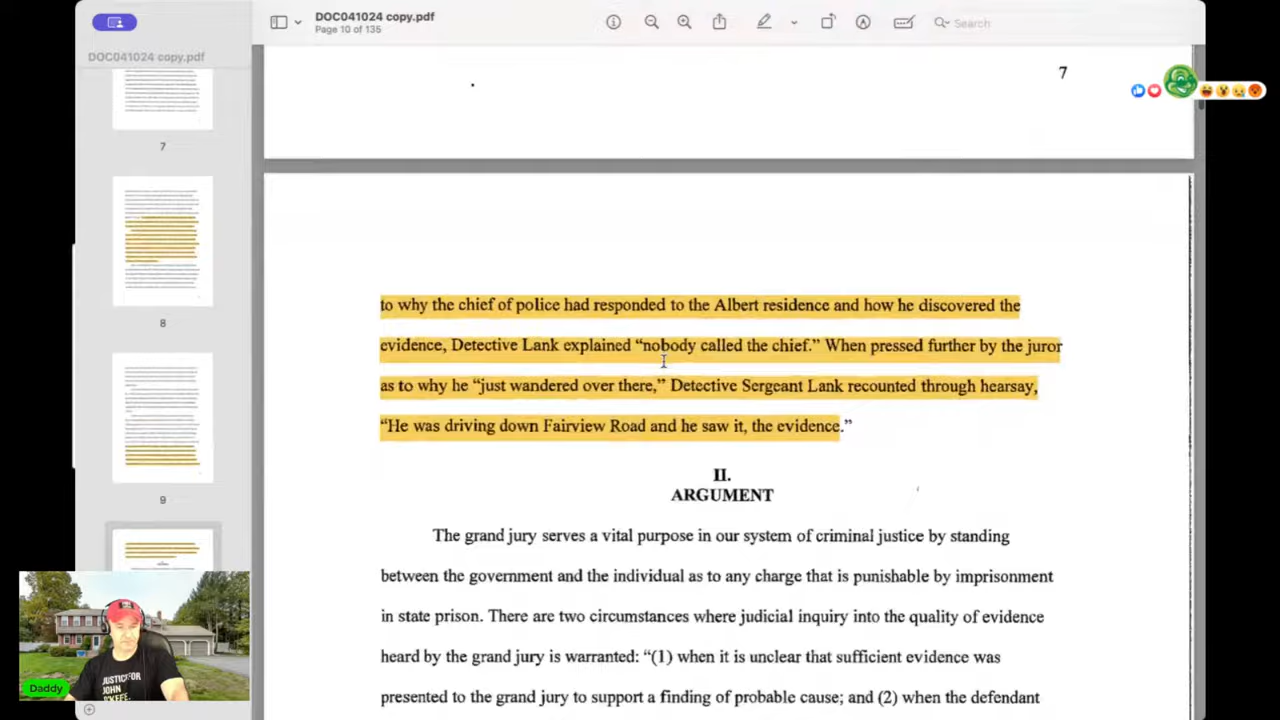 DOC041024 copy.pdf
Page 10 of 135
Search
DOC041024 copy.pdf
7
8
9
7
to why the chief of police had responded to the Albert residence and how he discovered the
evidence, Detective Lank explained “nobody called the chief.” When pressed further by the juror
as to why he “just wandered over there,” Detective Sergeant Lank recounted through hearsay,
“He was driving down Fairview Road and he saw it, the evidence.”
II.
ARGUMENT
The grand jury serves a vital purpose in our system of criminal justice by standing
between the government and the individual as to any charge that is punishable by imprisonment
in state prison. There are two circumstances where judicial inquiry into the quality of evidence
heard by the grand jury is warranted: “(1) when it is unclear that sufficient evidence was
presented to the grand jury to support a finding of probable cause; and (2) when the defendant
JUSTICE FOR
JOHN
O'KEEFE
Daddy